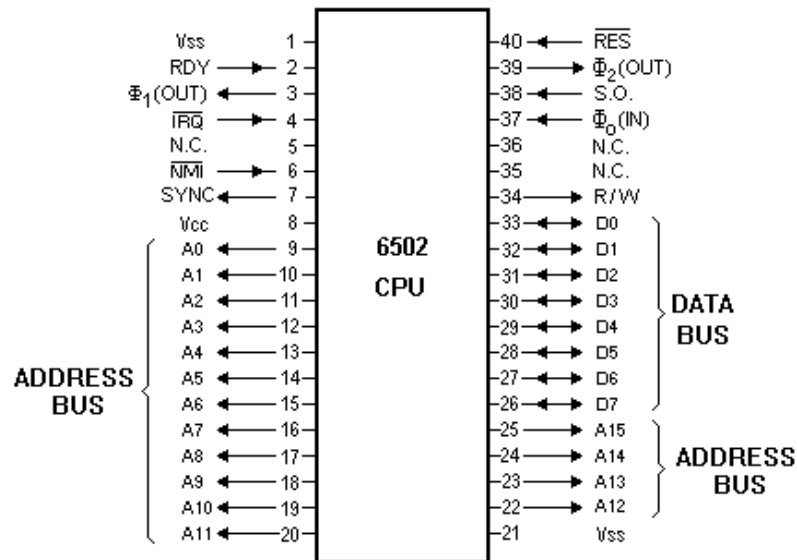 Vss 1 40 RES
RDY 2 39 Φ2(OUT)
Φ1(OUT) 3 38 S.O.
IRQ 4 37 Φo(IN)
N.C. 5 36 N.C.
NMI 6 35 N.C.
SYNC 7 34 R/W
Vcc 8 33 D0
A0 9 6502 32 D1
A1 10 CPU 31 D2
A2 11 30 D3
A3 12 29 D4
A4 13 28 D5
A5 14 27 D6
A6 15 26 D7
A7 16 25 A15
A8 17 24 A14
A9 18 23 A13
A10 19 22 A12
A11 20 21 Vss
ADDRESS
BUS
DATA
BUS
ADDRESS
BUS